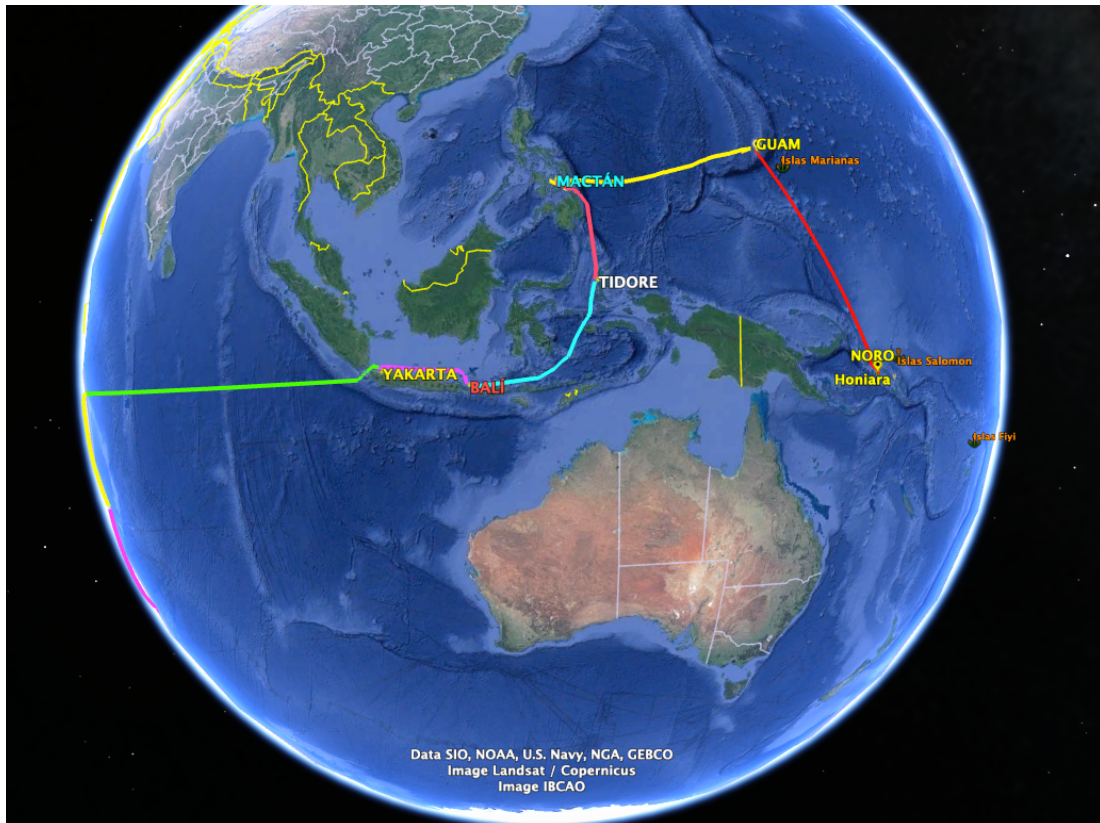 GUAM
Islas Marianas
MACTÁN
TIDORE
NORO
Islas Salomon
YAKARTA
Honiara
BALÍ
Islas Fiyi
Data SIO, NOAA, U.S. Navy, NGA, GEBCO
Image Landsat / Copernicus
Image IBCAO